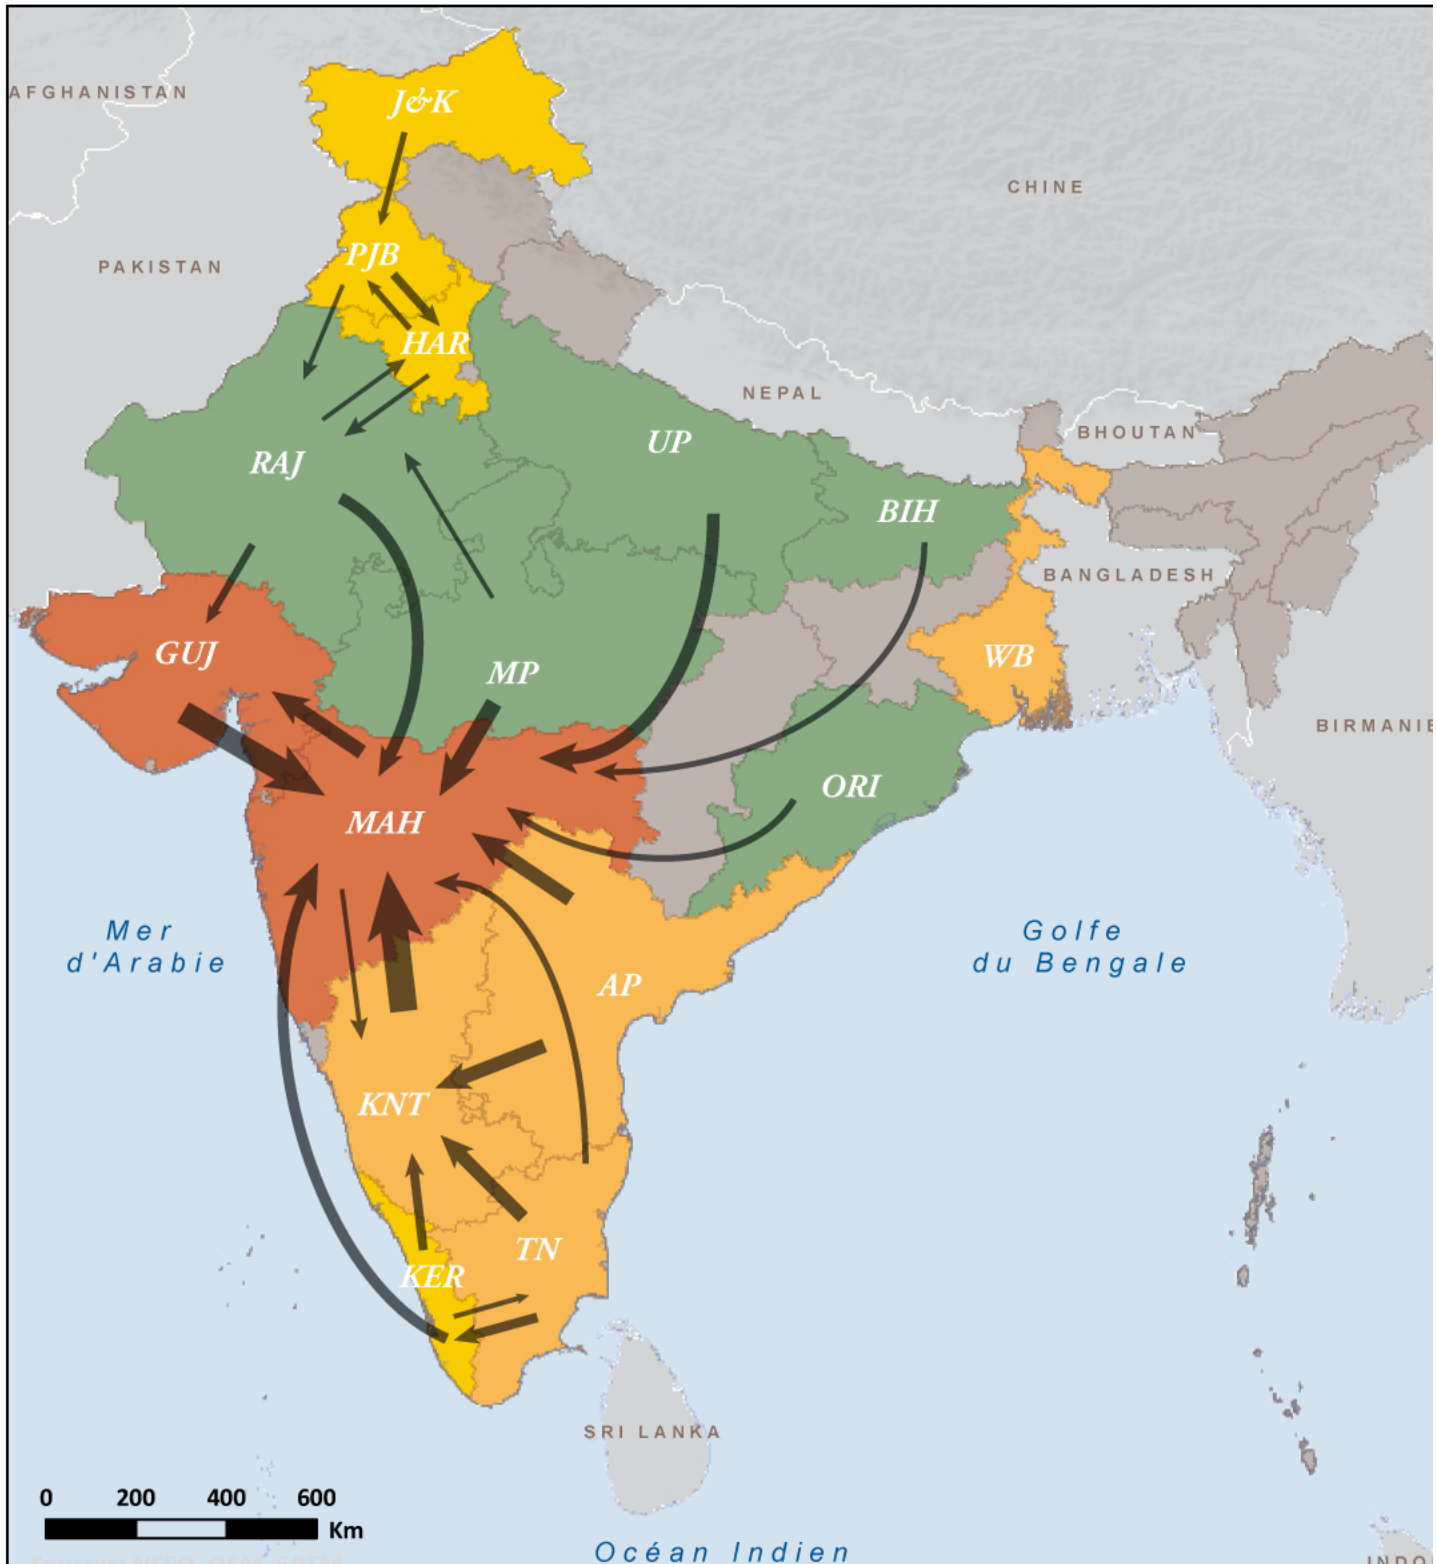 J&K
AFGHANISTAN
CHINE
PJB
PAKISTAN
HAR
NEPAL
BHOUTAN
UP
RAJ
BIH
BANGLADESH
GUJ
WB
MP
BIRMANIE
ORI
MAH
Mer
d'Arabie
Golfe
du Bengale
AP
KNT
TN
KER
SRI LANKA
0 200 400 600
Km
Océan Indien
INDO